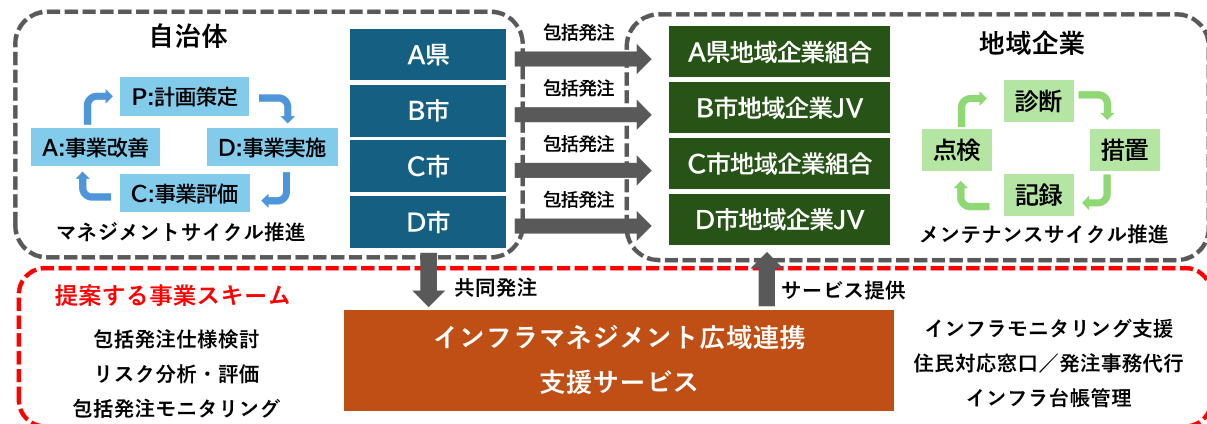 自治体
P:計画策定
A:事業改善
D:事業実施
C:事業評価
マネジメントサイクル推進
A県
B市
C市
D市
包括発注
包括発注
包括発注
包括発注
A県地域企業組合
B市地域企業JV
C市地域企業組合
D市地域企業JV
地域企業
診断
点検
措置
記録
メンテナンスサイクル推進
共同発注
サービス提供
提案する事業スキーム
包括発注仕様検討
リスク分析・評価
包括発注モニタリング
インフラマネジメント広域連携
支援サービス
インフラモニタリング支援
住民対応窓口／発注事務代行
インフラ台帳管理